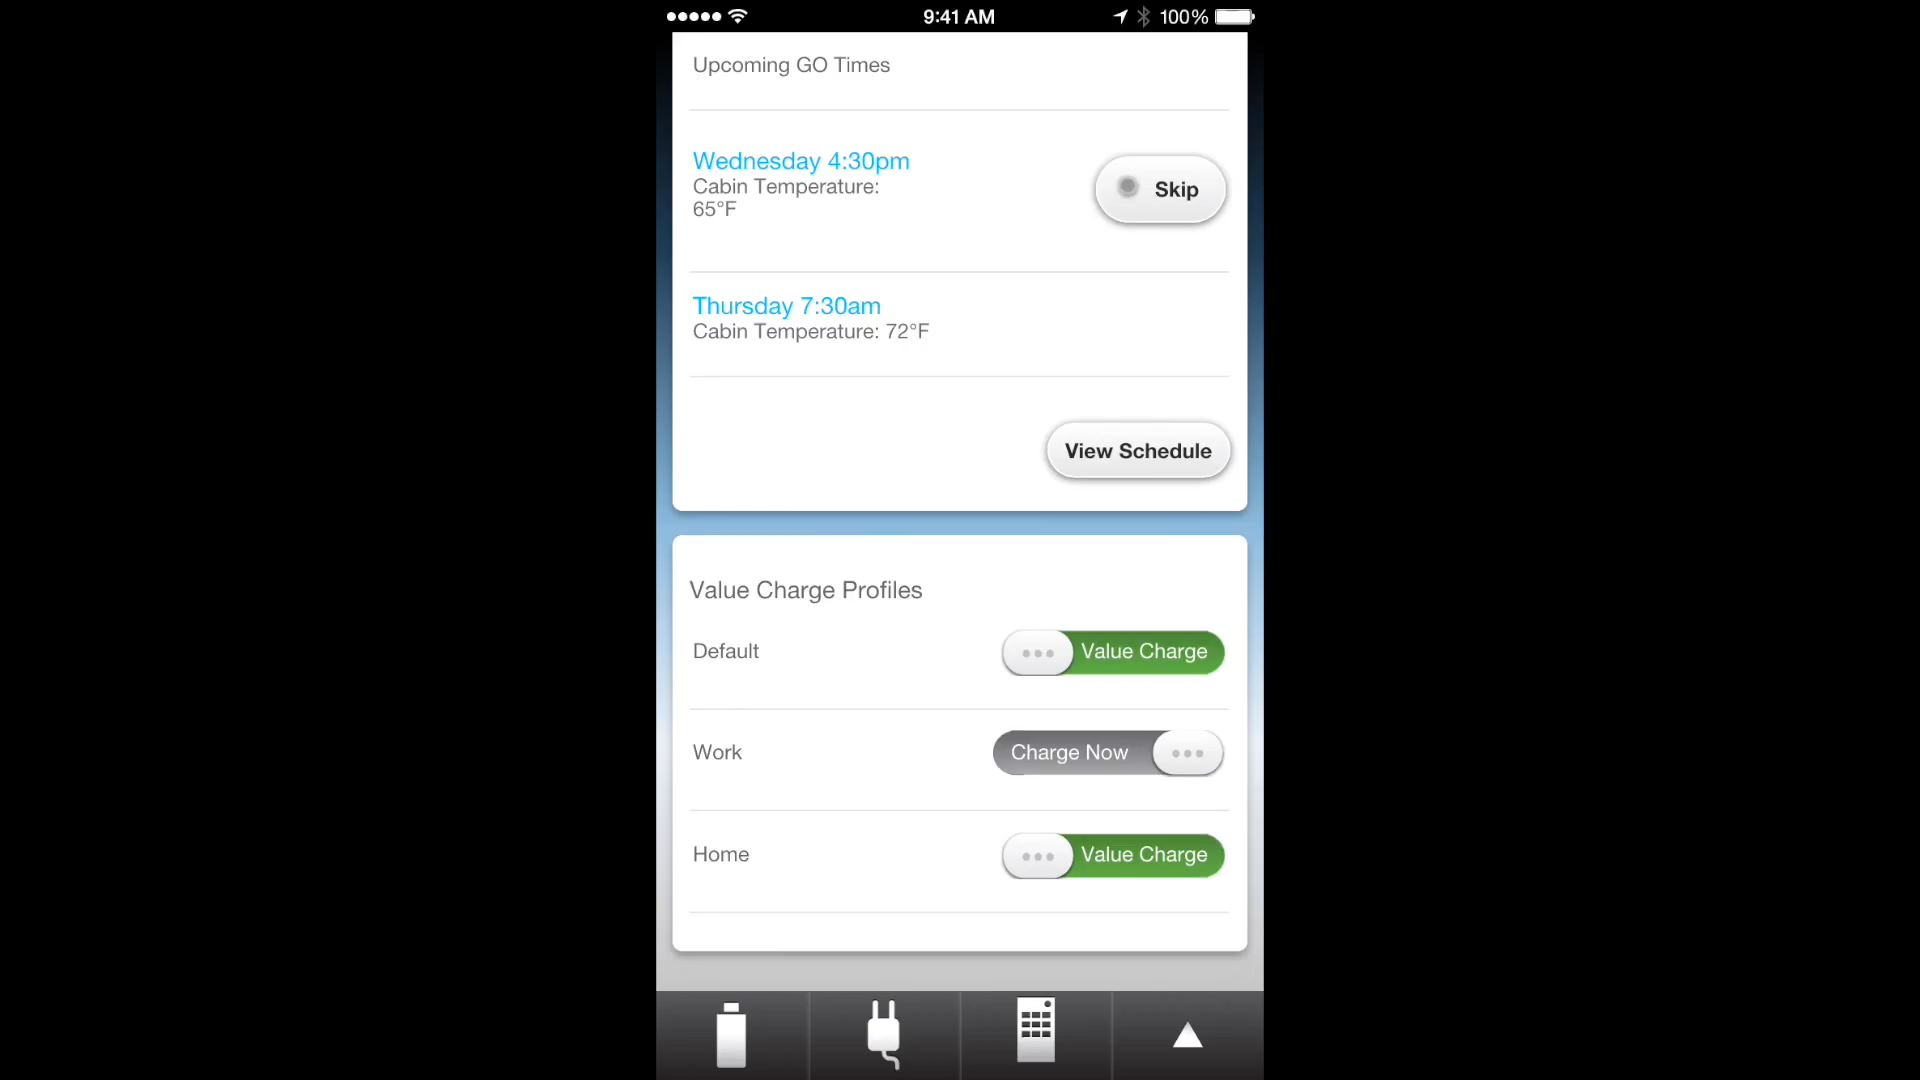 9:41 AM
100%
Upcoming GO Times
Wednesday 4:30pm
Cabin Temperature:
65°F
Skip
Thursday 7:30am
Cabin Temperature: 72°F
View Schedule
Value Charge Profiles
Default
Value Charge
Work
Charge Now
Home
Value Charge